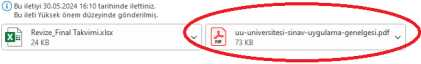 Bu iletiyi 30.05.2024 16:10 tarihinde ilettiniz.
Bu ileti Yüksek önem düzeyinde gönderilmiş.
Revize_Final Takvimi.xlsx
24 KB
uu-universitesi-sinav-uygulama-genelgesi.pdf
73 KB